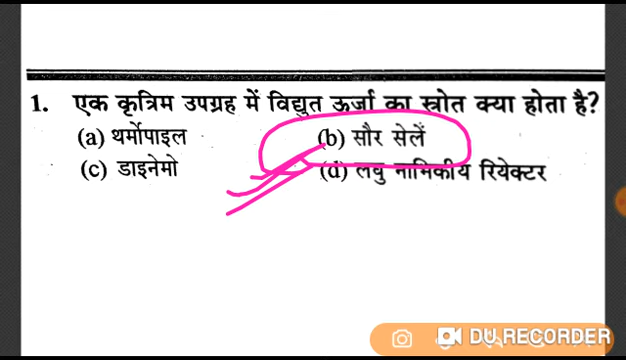 1. एक कृत्रिम उपग्रह में विद्युत ऊर्जा का स्त्रोत क्या होता है?
(a) थर्मोपाइल (b) सौर सेलें
(c) डाइनेमो (d) लघु नाभिकीय रियेक्टर
DU RECORDER